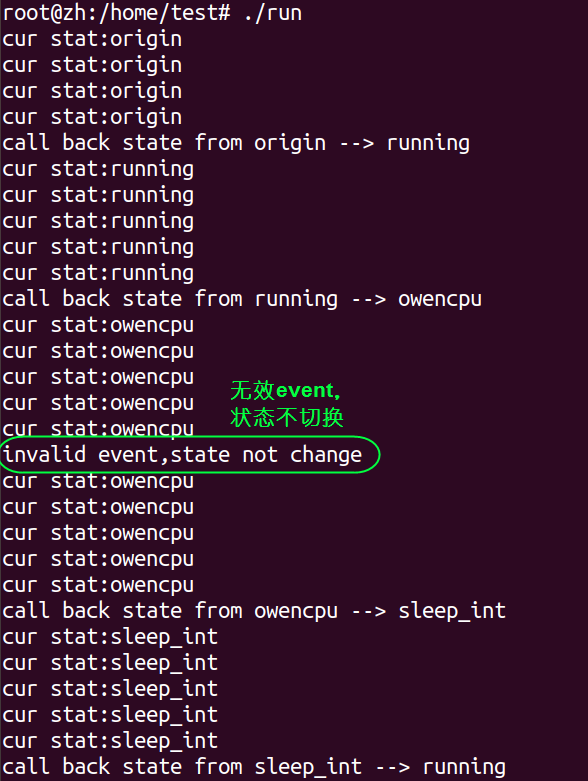 root@zh:/home/test# ./run
cur stat:origin
cur stat:origin
cur stat:origin
cur stat:origin
call back state from origin --> running
cur stat:running
cur stat:running
cur stat:running
cur stat:running
cur stat:running
call back state from running --> owencpu
cur stat:owencpu
cur stat:owencpu
cur stat:owencpu
无效event,
cur stat:owencpu
状态不切换
cur stat:owencpu
invalid event,state not change
cur stat:owencpu
cur stat:owencpu
cur stat:owencpu
cur stat:owencpu
cur stat:owencpu
call back state from owencpu --> sleep_int
cur stat:sleep_int
cur stat:sleep_int
cur stat:sleep_int
cur stat:sleep_int
cur stat:sleep_int
call back state from sleep_int --> running